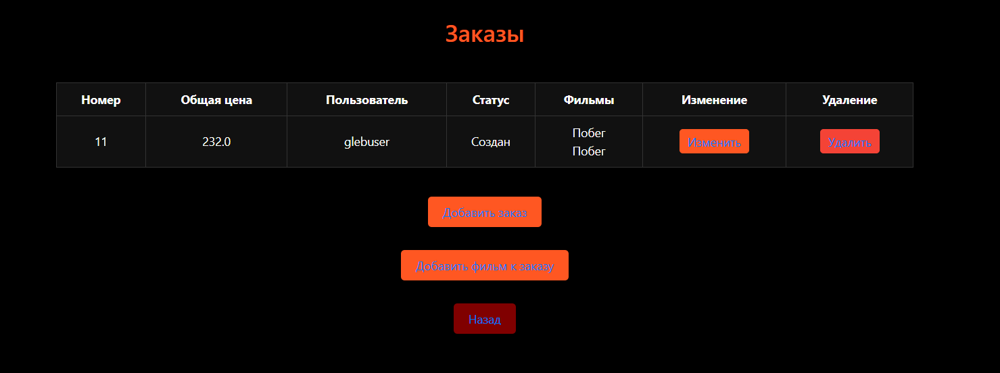 Заказы
Номер Общая цена Пользователь Статус Фильмы Изменение Удаление
11 232.0 glebuser Создан Побег Изменить Удалить
Побег
Добавить заказ
Добавить фильм к заказу
Назад